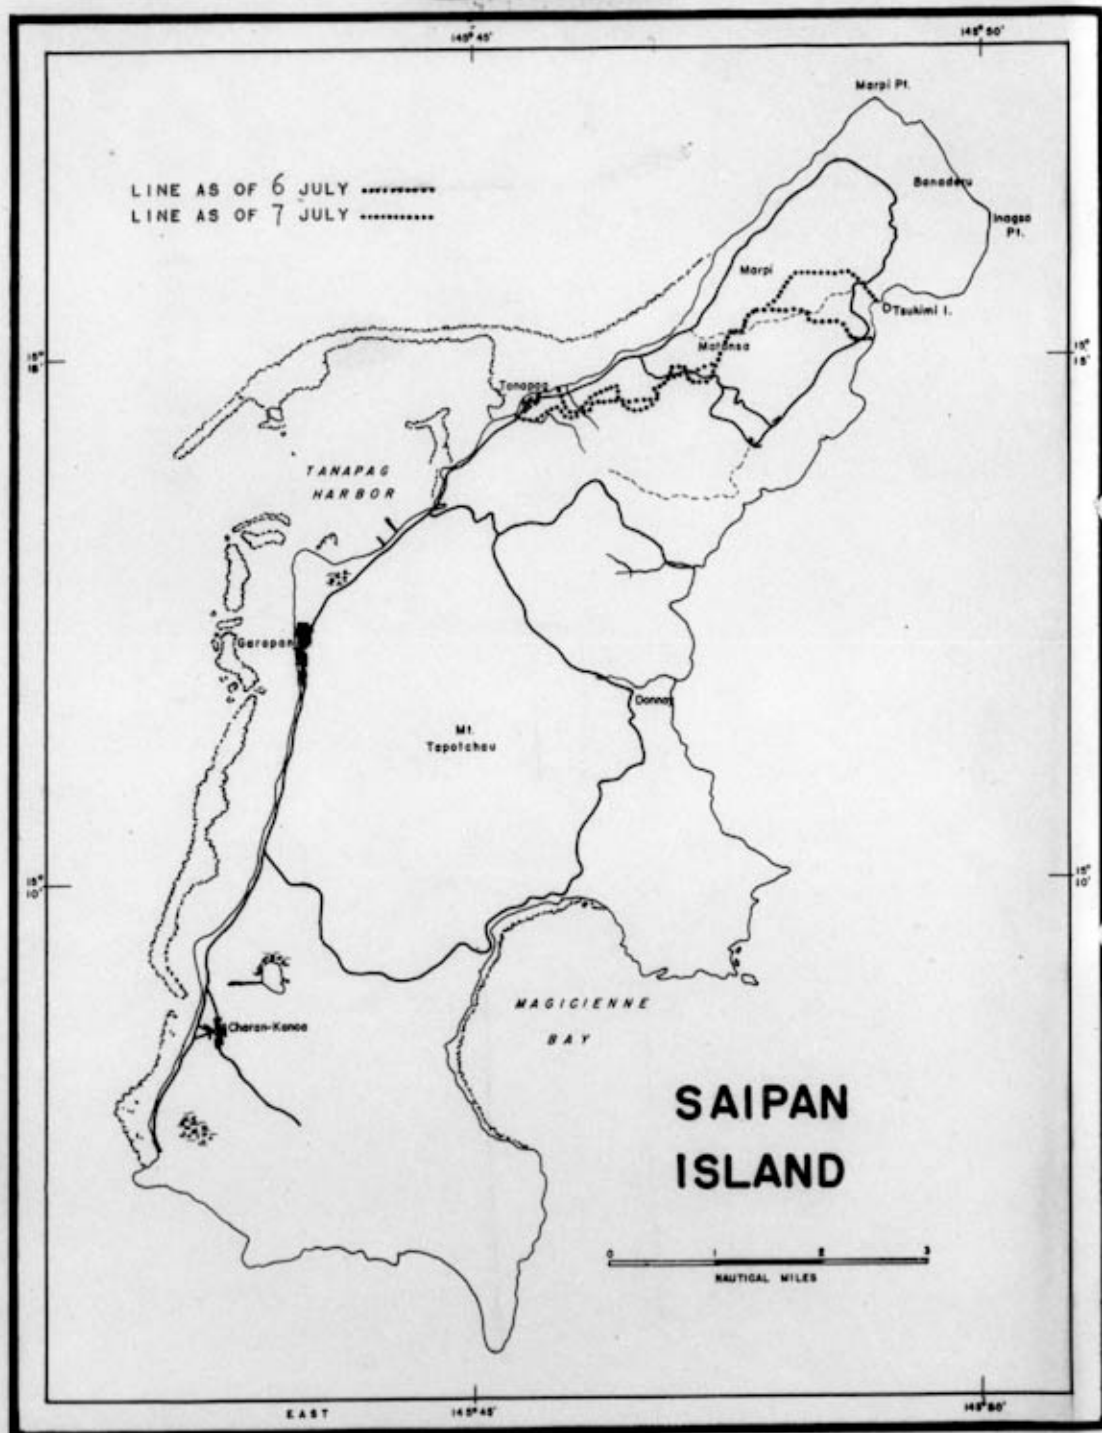 145° 45'
145° 50'
Marpi Pt.
LINE AS OF 6 JULY
LINE AS OF 7 JULY
Banaderu
Inagsa
Pt.
Marpi
Tsukimi I.
Matansa
15°
15'
15°
15'
Tanapag
TANAPAG
HARBOR
Garapan
Donnay
Mt.
Tapotchau
15°
10'
15°
10'
MAGICIENNE
BAY
Charan-Kanoa
SAIPAN
ISLAND
0 1 2 3
NAUTICAL MILES
EAST
145° 45'
145° 50'